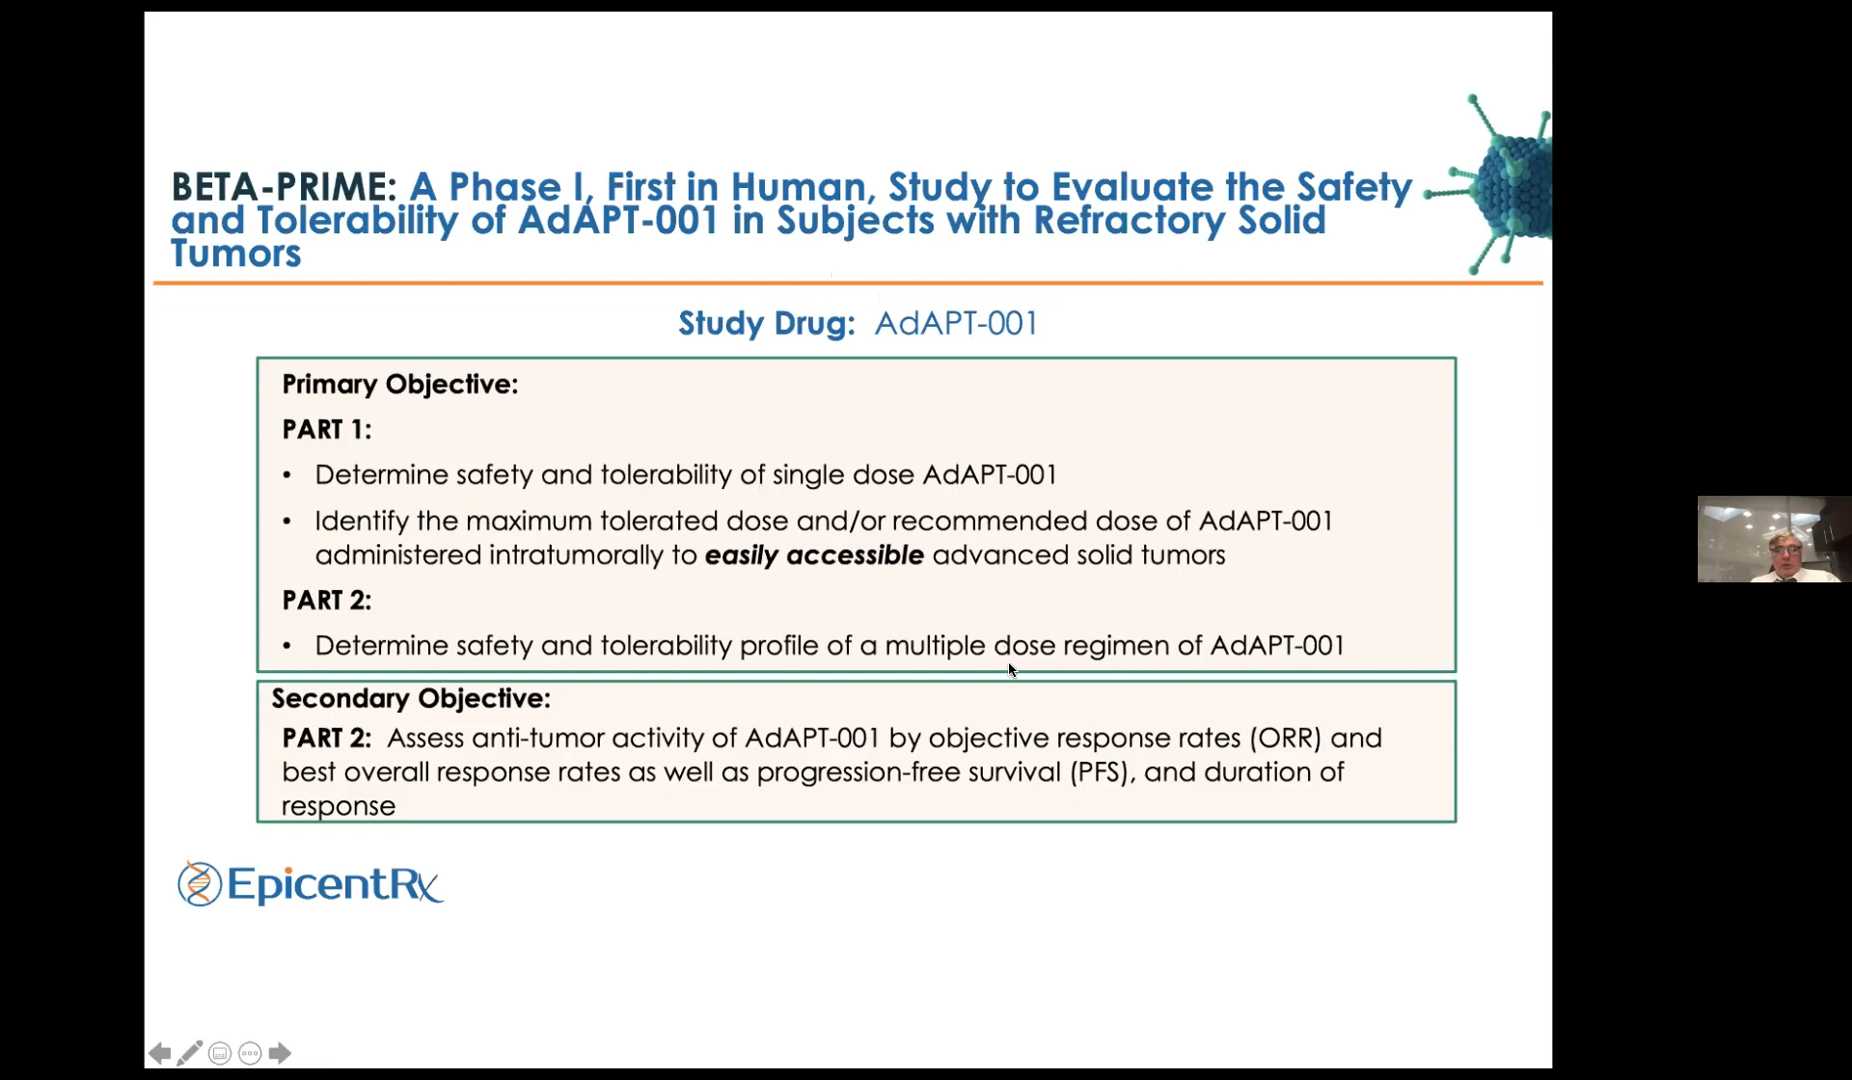 BETA-PRIME: A Phase I, First in Human, Study to Evaluate the Safety
and Tolerability of AdAPT-001 in Subjects with Refractory Solid
Tumors
Study Drug: AdAPT-001
Primary Objective:
PART 1:
• Determine safety and tolerability of single dose AdAPT-001
• Identify the maximum tolerated dose and/or recommended dose of AdAPT-001
administered intratumorally to easily accessible advanced solid tumors
PART 2:
• Determine safety and tolerability profile of a multiple dose regimen of AdAPT-001
Secondary Objective:
PART 2: Assess anti-tumor activity of AdAPT-001 by objective response rates (ORR) and
best overall response rates as well as progression-free survival (PFS), and duration of
response
EpicentRx